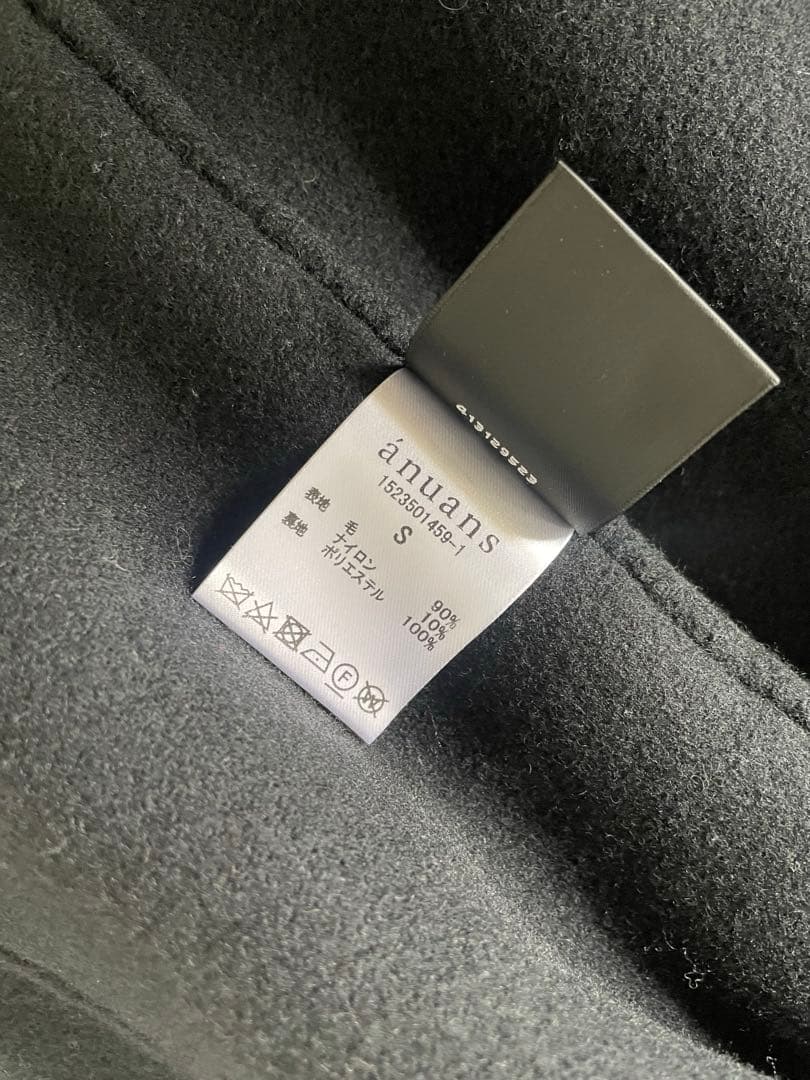 413129523
ánuans
1523501459-1
S
表地 毛 90%
ナイロン 10%
裏地 ポリエステル 100%
F
W